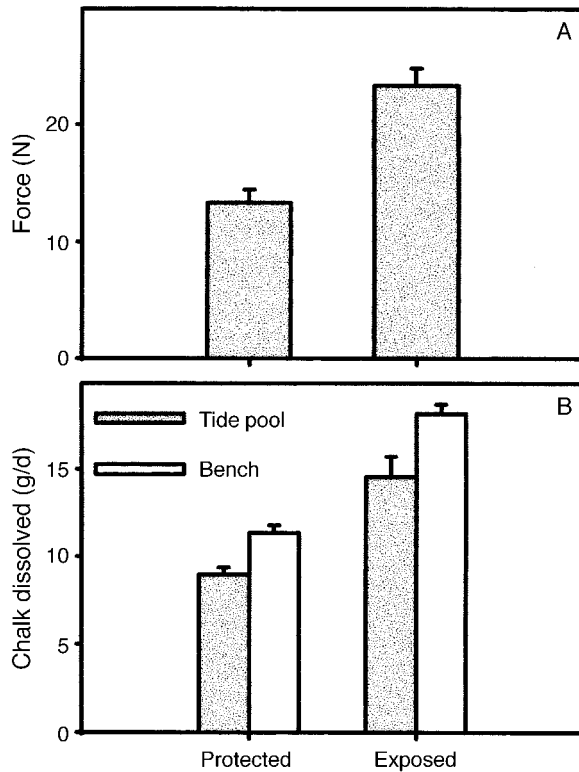 A
Force (N)
20
10
0
B
Tide pool
Bench
Chalk dissolved (g/d)
15
10
5
0
Protected Exposed